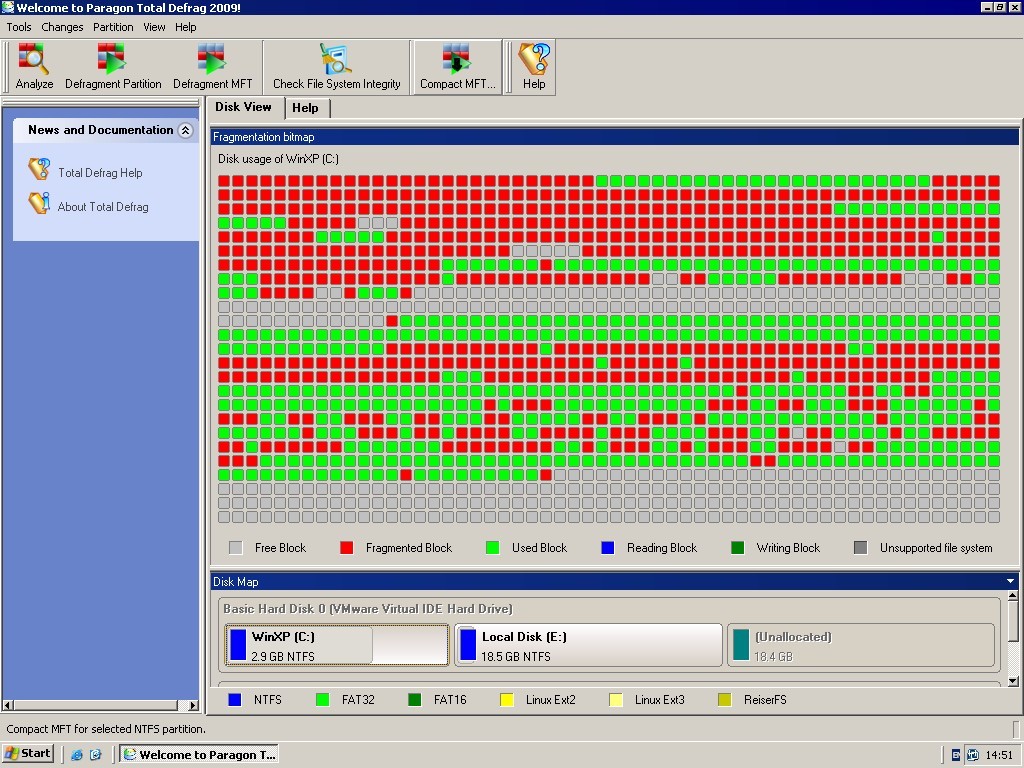 Welcome to Paragon Total Defrag 2009!
Tools Changes Partition View Help
Analyze Defragment Partition Defragment MFT Check File System Integrity Compact MFT... Help
News and Documentation
Total Defrag Help
About Total Defrag
Disk View Help
Fragmentation bitmap
Disk usage of WinXP (C:)
Free Block Fragmented Block Used Block Reading Block Writing Block Unsupported file system
Disk Map
Basic Hard Disk 0 (VMware Virtual IDE Hard Drive)
WinXP (C:) Local Disk (E:) (Unallocated)
2.9 GB NTFS 18.5 GB NTFS 18.4 GB
NTFS FAT32 FAT16 Linux Ext2 Linux Ext3 ReiserFS
Compact MFT for selected NTFS partition.
Start Welcome to Paragon T... 14:51